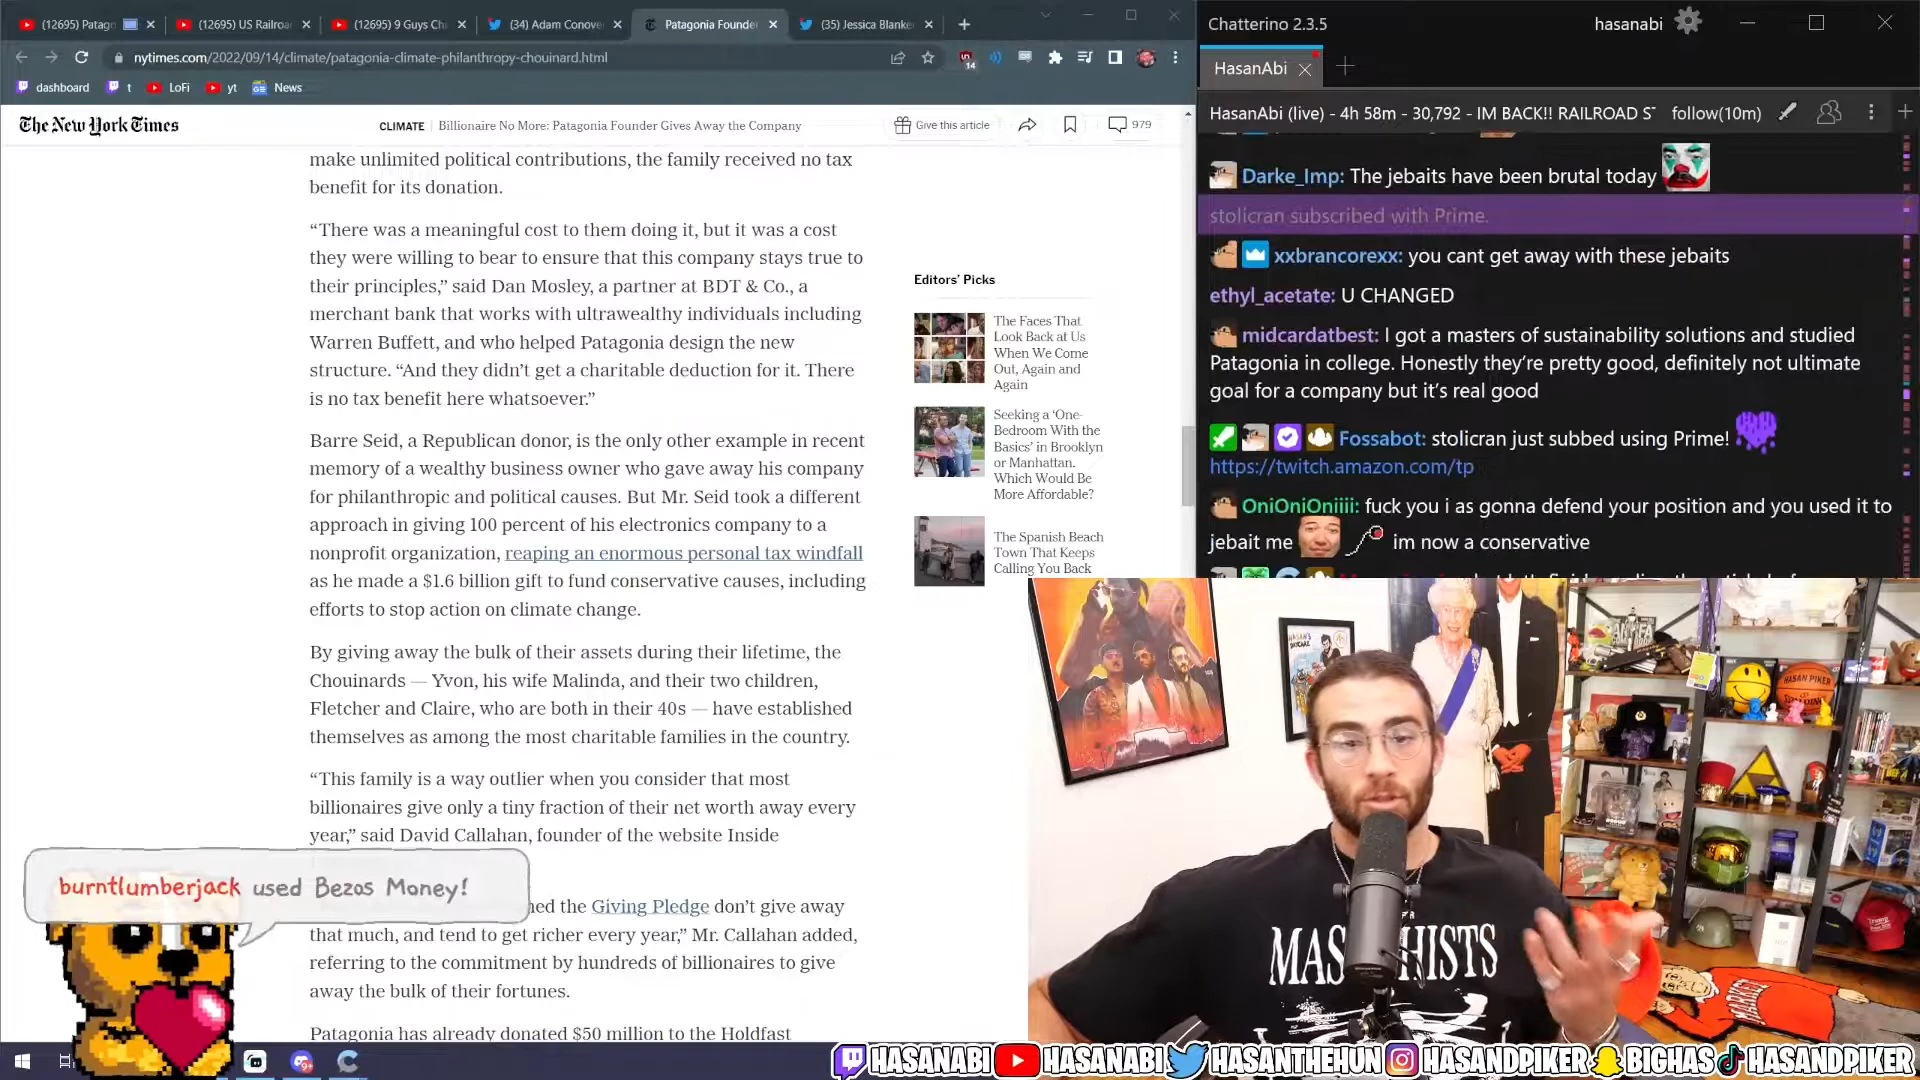 (12695) Patag
(12695) US Railroa
(12695) 9 Guys Cha
(34) Adam Conove
Patagonia Founde
(35) Jessica Blanke
nytimes.com/2022/09/14/climate/patagonia-climate-philanthropy-chouinard.html
14
dashboard
t
LoFi
yt
News
The New York Times
CLIMATE
Billionaire No More: Patagonia Founder Gives Away the Company
Give this article
979
make unlimited political contributions, the family received no tax
benefit for its donation.
“There was a meaningful cost to them doing it, but it was a cost
they were willing to bear to ensure that this company stays true to
their principles,” said Dan Mosley, a partner at BDT & Co., a
merchant bank that works with ultrawealthy individuals including
Warren Buffett, and who helped Patagonia design the new
structure. “And they didn’t get a charitable deduction for it. There
is no tax benefit here whatsoever.”
Barre Seid, a Republican donor, is the only other example in recent
memory of a wealthy business owner who gave away his company
for philanthropic and political causes. But Mr. Seid took a different
approach in giving 100 percent of his electronics company to a
nonprofit organization, reaping an enormous personal tax windfall
as he made a $1.6 billion gift to fund conservative causes, including
efforts to stop action on climate change.
By giving away the bulk of their assets during their lifetime, the
Chouinards — Yvon, his wife Malinda, and their two children,
Fletcher and Claire, who are both in their 40s — have established
themselves as among the most charitable families in the country.
“This family is a way outlier when you consider that most
billionaires give only a tiny fraction of their net worth away every
year,” said David Callahan, founder of the website Inside
the Giving Pledge don’t give away
that much, and tend to get richer every year,” Mr. Callahan added,
referring to the commitment by hundreds of billionaires to give
away the bulk of their fortunes.
Patagonia has already donated $50 million to the Holdfast
Editors’ Picks
The Faces That
Look Back at Us
When We Come
Out, Again and
Again
Seeking a ‘One-
Bedroom With the
Basics’ in Brooklyn
or Manhattan.
Which Would Be
More Affordable?
The Spanish Beach
Town That Keeps
Calling You Back
burntlumberjack used Bezos Money!
Chatterino 2.3.5
hasanabi
HasanAbi
HasanAbi (live) - 4h 58m - 30,792 - IM BACK!! RAILROAD ST
follow(10m)
Darke_Imp: The jebaits have been brutal today
stolicran subscribed with Prime.
xxbrancorexx: you cant get away with these jebaits
ethyl_acetate: U CHANGED
midcardatbest: I got a masters of sustainability solutions and studied
Patagonia in college. Honestly they’re pretty good, definitely not ultimate
goal for a company but it’s real good
Fossabot: stolicran just subbed using Prime!
https://twitch.amazon.com/tp
OniOniOniiii: fuck you i as gonna defend your position and you used it to
jebait me im now a conservative
HASAN PIKER
HASANABI
HASANABI
HASANTHEHUN
HASANDPIKER
BIGHAS
HASANDPIKER